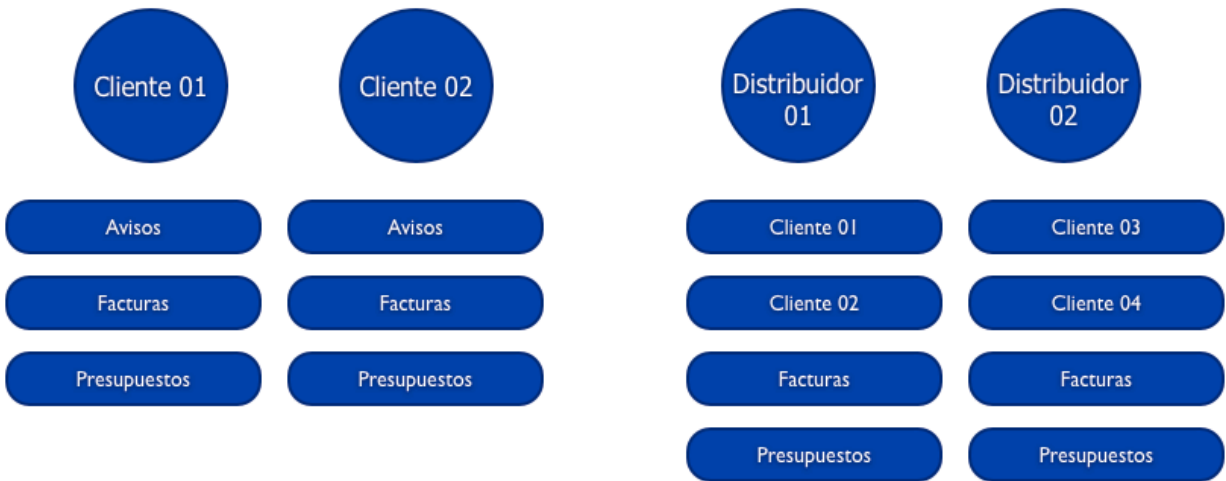 Cliente 01
Cliente 02
Distribuidor
01
Distribuidor
02
Avisos
Avisos
Cliente 01
Cliente 03
Facturas
Facturas
Cliente 02
Cliente 04
Presupuestos
Presupuestos
Facturas
Facturas
Presupuestos
Presupuestos